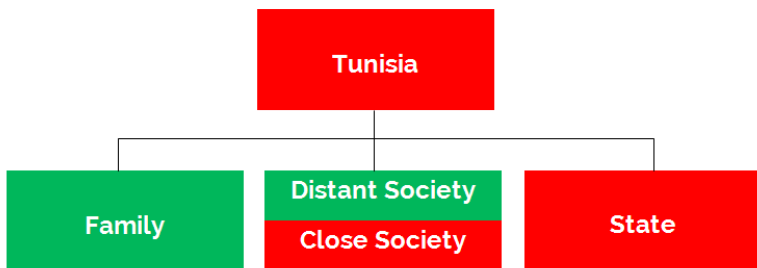 Tunisia
Distant Society
Family
State
Close Society